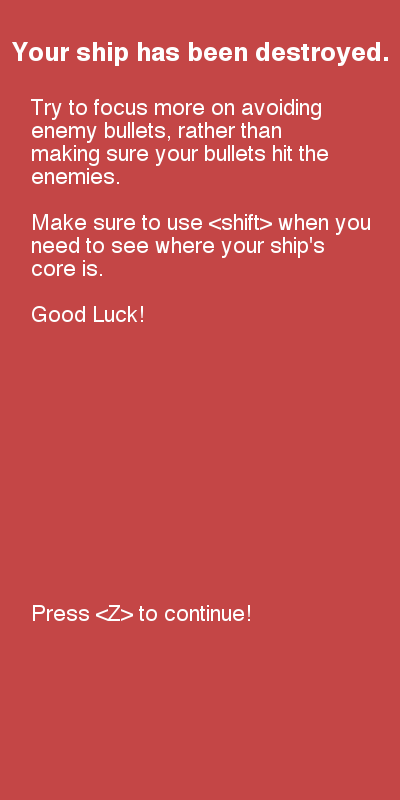 Your ship has been destroyed.
Try to focus more on avoiding
enemy bullets, rather than
making sure your bullets hit the
enemies.
Make sure to use <shift> when you
need to see where your ship's
core is.
Good Luck!
Press <Z> to continue!